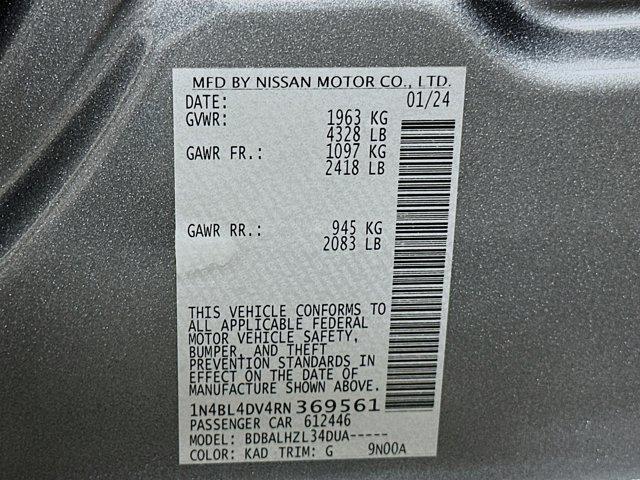 MFD BY NISSAN MOTOR CO., LTD.
DATE: 01/24
GVWR: 1963 KG
4328 LB
GAWR FR.: 1097 KG
2418 LB
GAWR RR.: 945 KG
2083 LB
THIS VEHICLE CONFORMS TO
ALL APPLICABLE FEDERAL
MOTOR VEHICLE SAFETY,
BUMPER, AND THEFT
PREVENTION STANDARDS IN
EFFECT ON THE DATE OF
MANUFACTURE SHOWN ABOVE.
1N4BL4DV4RN369561
PASSENGER CAR 612446
MODEL: BDBALHZL34DUA-----
COLOR: KAD TRIM: G 9N00A